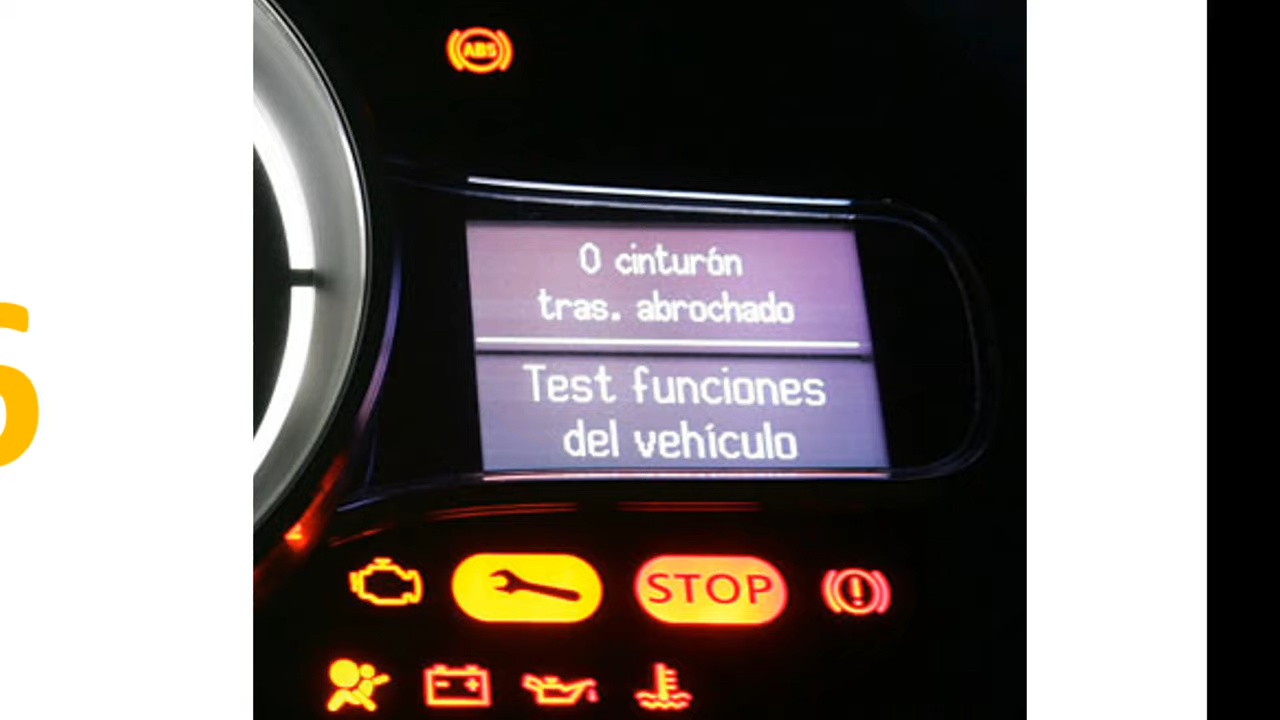 ABS
0 cinturón
tras. abrochado
Test funciones
del vehículo
STOP